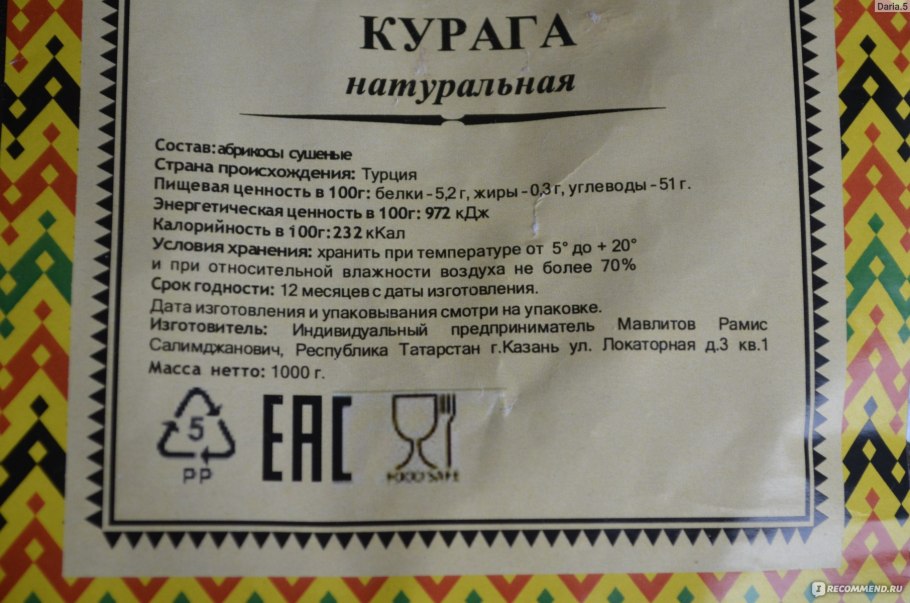 Daria.5
КУРАГА
натуральная
Состав:абрикосы сушеные
Страна происхождения: Турция
Пищевая ценность в 100г: белки - 5,2 г, жиры - 0,3 г, углеводы - 51 г.
Энергетическая ценность в 100г: 972 кДж
Калорийность в 100г: 232 кКал
Условия хранения: хранить при температуре от 5° до + 20°
и при относительной влажности воздуха не более 70%
Срок годности: 12 месяцев с даты изготовления.
Дата изготовления и упаковывания смотри на упаковке.
Изготовитель: Индивидуальный предприниматель Мавлитов Рамис
Салимджанович, Республика Татарстан г.Казань ул. Локаторная д.3 кв.1
Масса нетто: 1000 г.
5
PP
EAC
FOOD SAFE
IRECOMMEND.RU